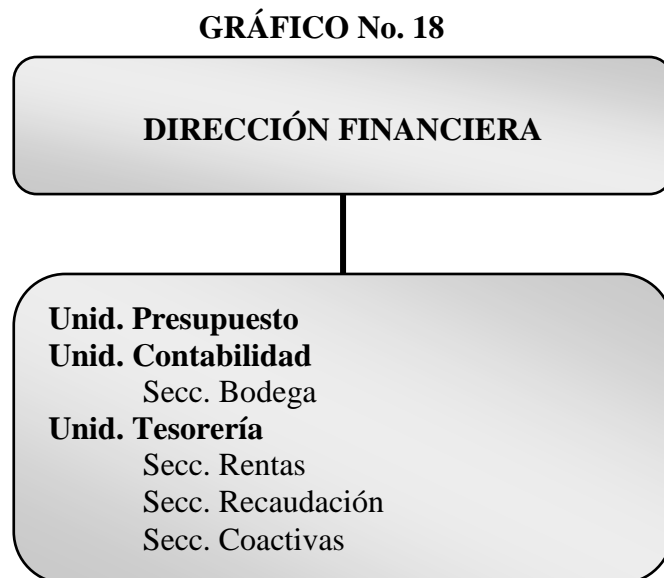 GRÁFICO No. 18
DIRECCIÓN FINANCIERA
Unid. Presupuesto
Unid. Contabilidad
Secc. Bodega
Unid. Tesorería
Secc. Rentas
Secc. Recaudación
Secc. Coactivas